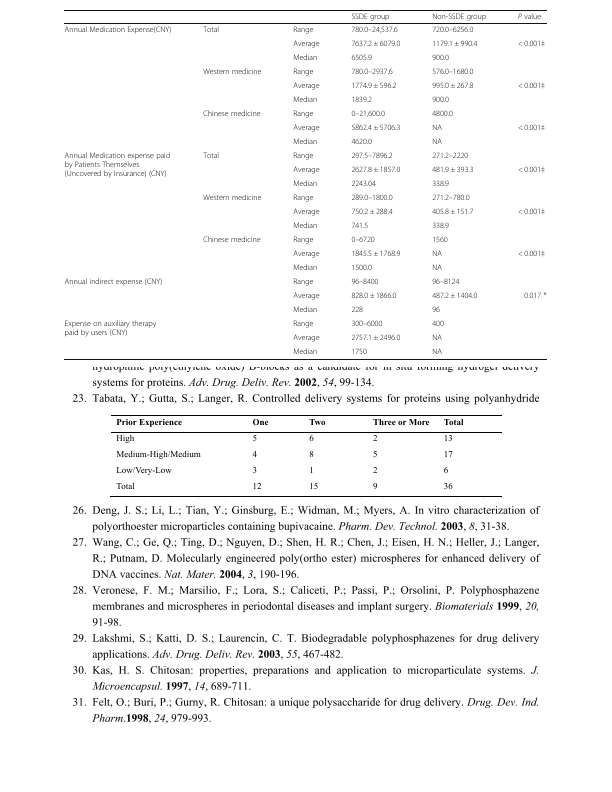 SSDE group Non-SSDE group P value
Annual Medication Expense(CNY) Total Range 780.0–24,537.6 720.0–6256.0
Average 7637.2 ± 6079.0 1179.1 ± 990.4 < 0.001‡
Median 6505.9 900.0
Western medicine Range 780.0–2937.6 576.0–1680.0
Average 1774.9 ± 596.2 995.0 ± 267.8 < 0.001‡
Median 1839.2 900.0
Chinese medicine Range 0–21,600.0 4800.0
Average 5862.4 ± 5706.3 NA < 0.001‡
Median 4620.0 NA
Annual Medication expense paid Total Range 297.5–7896.2 271.2–2220
by Patients Themselves
(Uncovered by Insurance) (CNY) Average 2627.8 ± 1857.0 481.9 ± 393.3 < 0.001‡
Median 2243.04 338.9
Western medicine Range 289.0–1800.0 271.2–780.0
Average 750.2 ± 288.4 405.8 ± 151.7 < 0.001‡
Median 741.5 338.9
Chinese medicine Range 0–6720 1560
Average 1845.5 ± 1768.9 NA < 0.001‡
Median 1500.0 NA
Annual indirect expense (CNY) Range 96–8400 96–8124
Average 828.0 ± 1866.0 487.2 ± 1404.0 0.017 *
Median 228 96
Expense on auxiliary therapy Range 300–6000 400
paid by users (CNY) Average 2757.1 ± 2496.0 NA
Median 1750 NA
hydrophilic poly(ethylene oxide) B-blocks as a candidate for in situ forming hydrogel delivery
systems for proteins. Adv. Drug. Deliv. Rev. 2002, 54, 99-134.
23. Tabata, Y.; Gutta, S.; Langer, R. Controlled delivery systems for proteins using polyanhydride
Prior Experience One Two Three or More Total
High 5 6 2 13
Medium-High/Medium 4 8 5 17
Low/Very-Low 3 1 2 6
Total 12 15 9 36
26. Deng, J. S.; Li, L.; Tian, Y.; Ginsburg, E.; Widman, M.; Myers, A. In vitro characterization of
polyorthoester microparticles containing bupivacaine. Pharm. Dev. Technol. 2003, 8, 31-38.
27. Wang, C.; Ge, Q.; Ting, D.; Nguyen, D.; Shen, H. R.; Chen, J.; Eisen, H. N.; Heller, J.; Langer,
R.; Putnam, D. Molecularly engineered poly(ortho ester) microspheres for enhanced delivery of
DNA vaccines. Nat. Mater. 2004, 3, 190-196.
28. Veronese, F. M.; Marsilio, F.; Lora, S.; Caliceti, P.; Passi, P.; Orsolini, P. Polyphosphazene
membranes and microspheres in periodontal diseases and implant surgery. Biomaterials 1999, 20,
91-98.
29. Lakshmi, S.; Katti, D. S.; Laurencin, C. T. Biodegradable polyphosphazenes for drug delivery
applications. Adv. Drug. Deliv. Rev. 2003, 55, 467-482.
30. Kas, H. S. Chitosan: properties, preparations and application to microparticulate systems. J.
Microencapsul. 1997, 14, 689-711.
31. Felt, O.; Buri, P.; Gurny, R. Chitosan: a unique polysaccharide for drug delivery. Drug. Dev. Ind.
Pharm.1998, 24, 979-993.